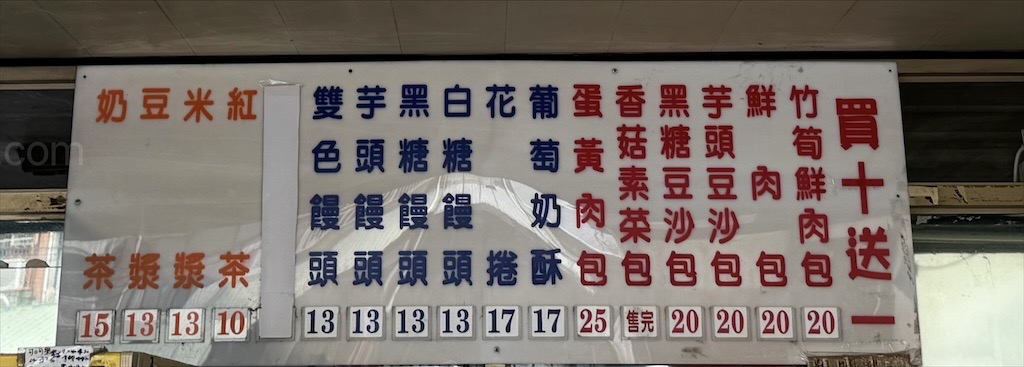 買十送一
竹筍鮮肉包 20
鮮肉包 20
芋頭豆沙包 20
黑糖豆沙包 20
香菇素菜包 售完
蛋黃肉包 25
葡萄奶酥 17
花捲 17
白糖饅頭 13
黑糖饅頭 13
芋頭饅頭 13
雙色饅頭 13
紅茶 10
米漿 13
豆漿 13
奶茶 15
.com